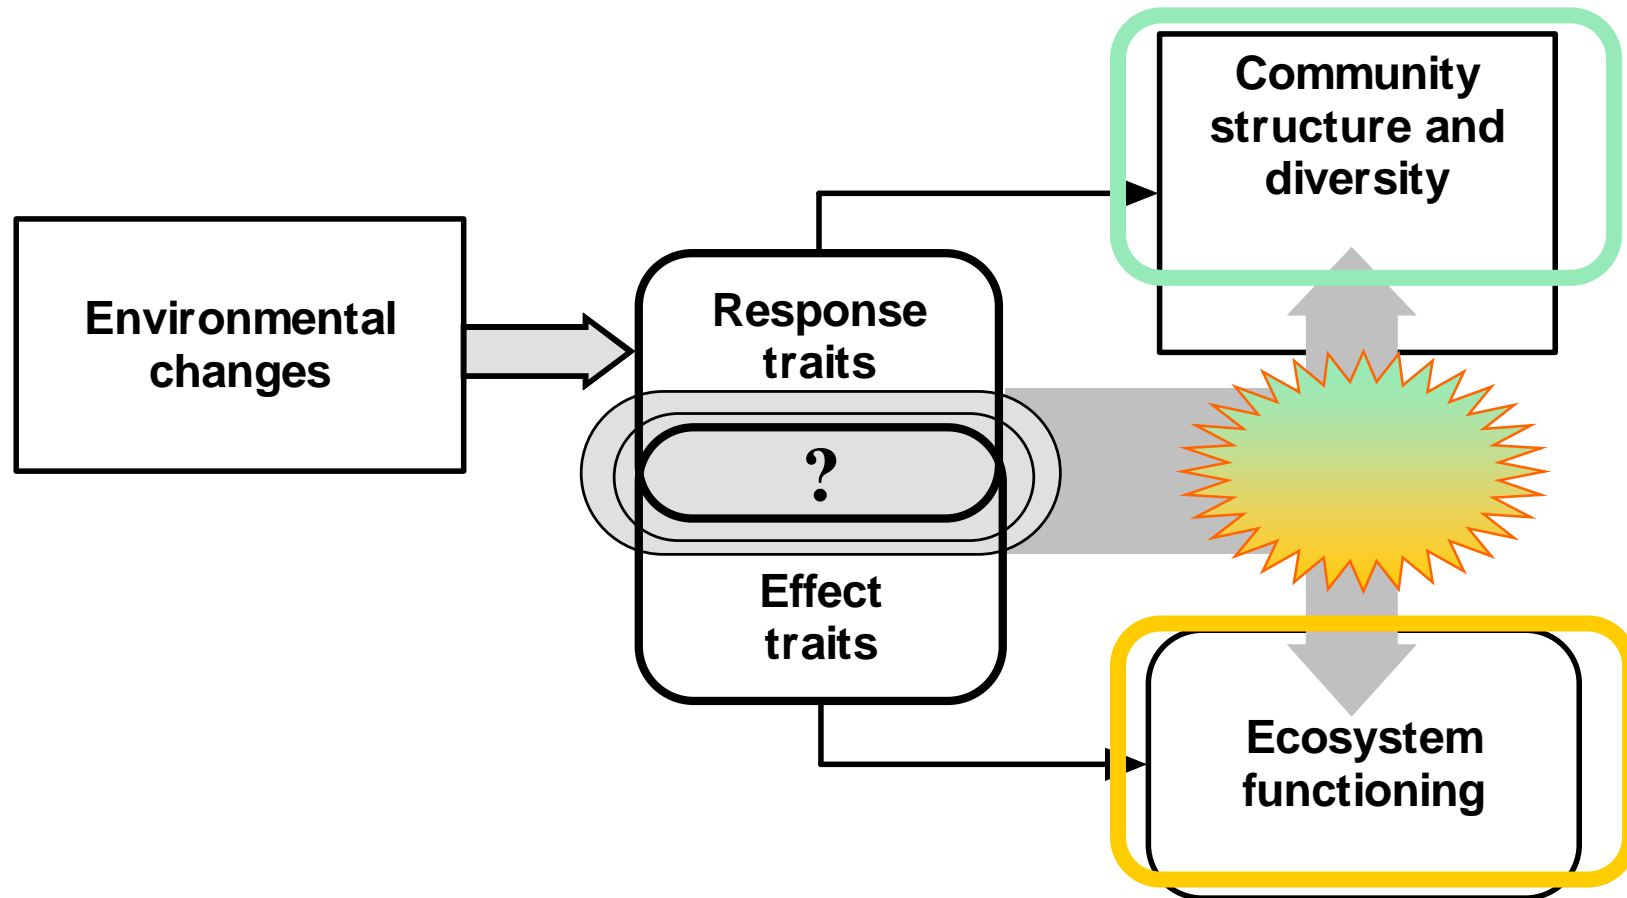 Community
structure and
diversity
Environmental
changes
Response
traits
?
Effect
traits
Ecosystem
functioning